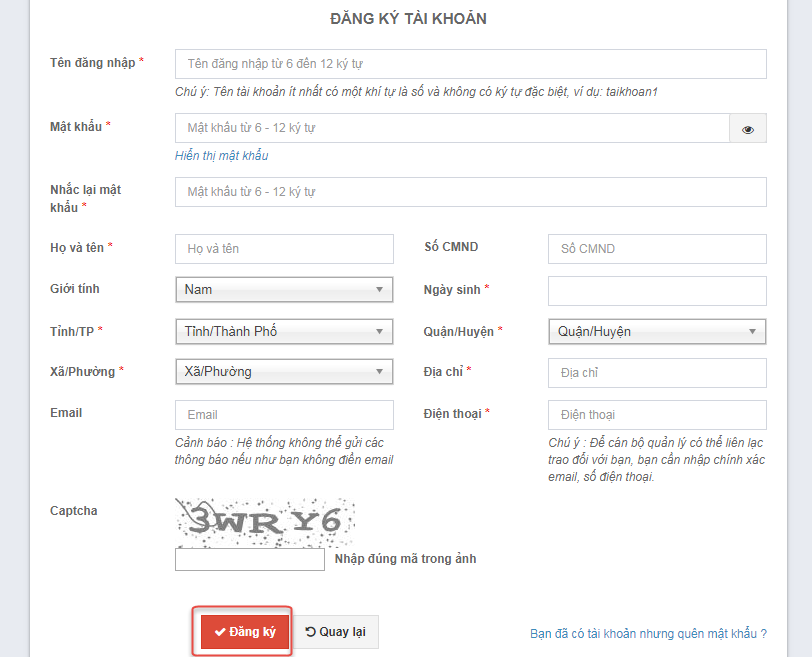 ĐĂNG KÝ TÀI KHOẢN
Tên đăng nhập *
Tên đăng nhập từ 6 đến 12 ký tự
Chú ý: Tên tài khoản ít nhất có một khí tự là số và không có ký tự đặc biệt, ví dụ: taikhoan1
Mật khẩu *
Mật khẩu từ 6 - 12 ký tự
Hiển thị mật khẩu
Nhắc lại mật
khẩu *
Mật khẩu từ 6 - 12 ký tự
Họ và tên *
Họ và tên
Số CMND
Số CMND
Giới tính
Nam
Ngày sinh *
Tỉnh/TP *
Tỉnh/Thành Phố
Quận/Huyện *
Quận/Huyện
Xã/Phường *
Xã/Phường
Địa chỉ *
Địa chỉ
Email
Email
Cảnh báo : Hệ thống không thể gửi các
thông báo nếu như bạn không điền email
Điện thoại *
Điện thoại
Chú ý : Để cán bộ quản lý có thể liên lạc
trao đổi với bạn, bạn cần nhập chính xác
email, số điện thoại.
Captcha
3WRY6
Nhập đúng mã trong ảnh
Đăng ký
Quay lại
Bạn đã có tài khoản nhưng quên mật khẩu ?